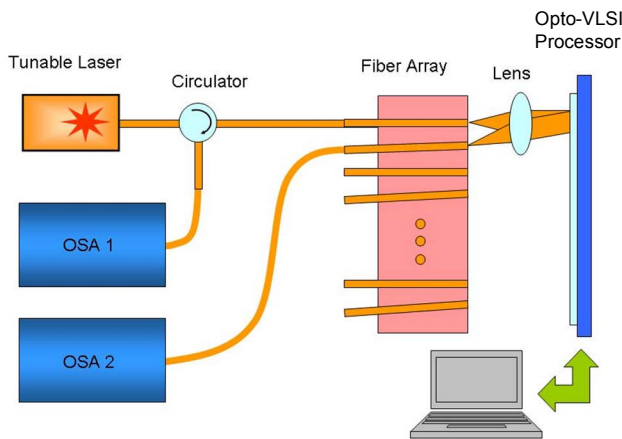 Opto-VLSI
Processor
Tunable Laser
Circulator
Fiber Array
Lens
OSA 1
OSA 2